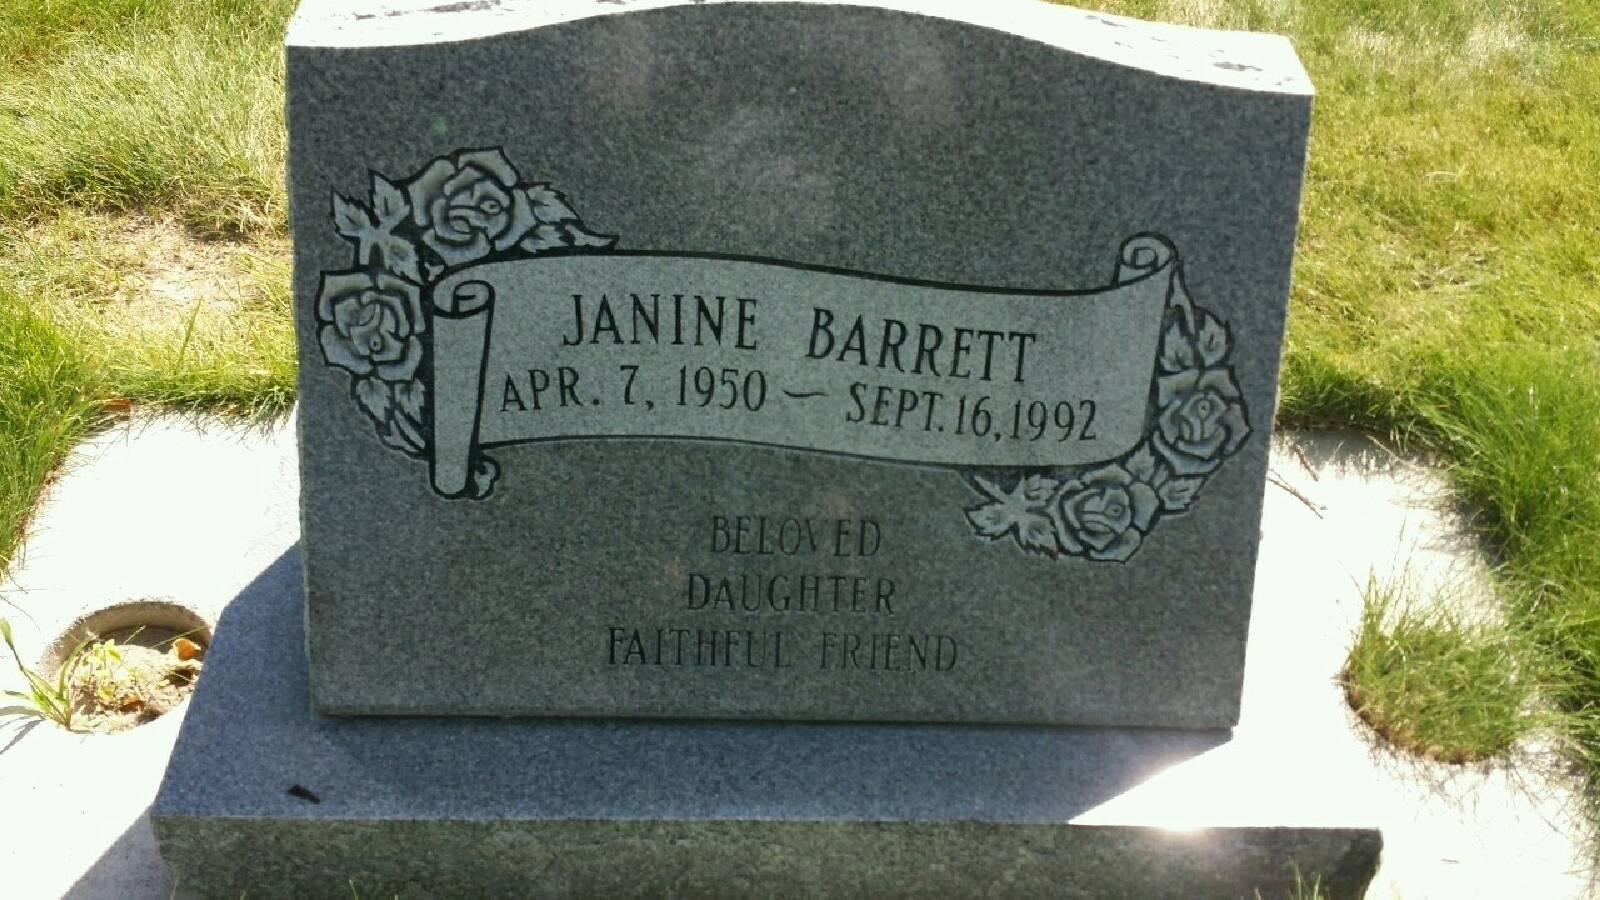 JANINE BARRETT
APR. 7, 1950 ~ SEPT. 16, 1992
BELOVED
DAUGHTER
FAITHFUL FRIEND